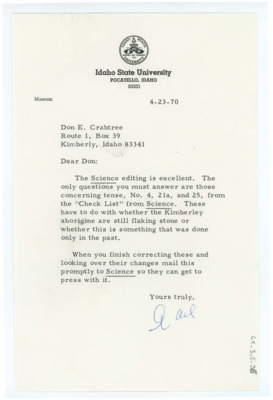 Idaho State University
POCATELLO, IDAHO
83201
Museum
4-23-70
Don E. Crabtree
Route 1, Box 39
Kimberly, Idaho 83341
Dear Don:
The Science editing is excellent. The
only questions you must answer are those
concerning tense, No. 4, 21a, and 25, from
the "Check List" from Science. These
have to do with whether the Kimberley
aborigine are still flaking stone or
whether this is something that was done
only in the past.
When you finish correcting these and
looking over their changes mail this
promptly to Science so they can get to
press with it.
Yours truly,
Earl